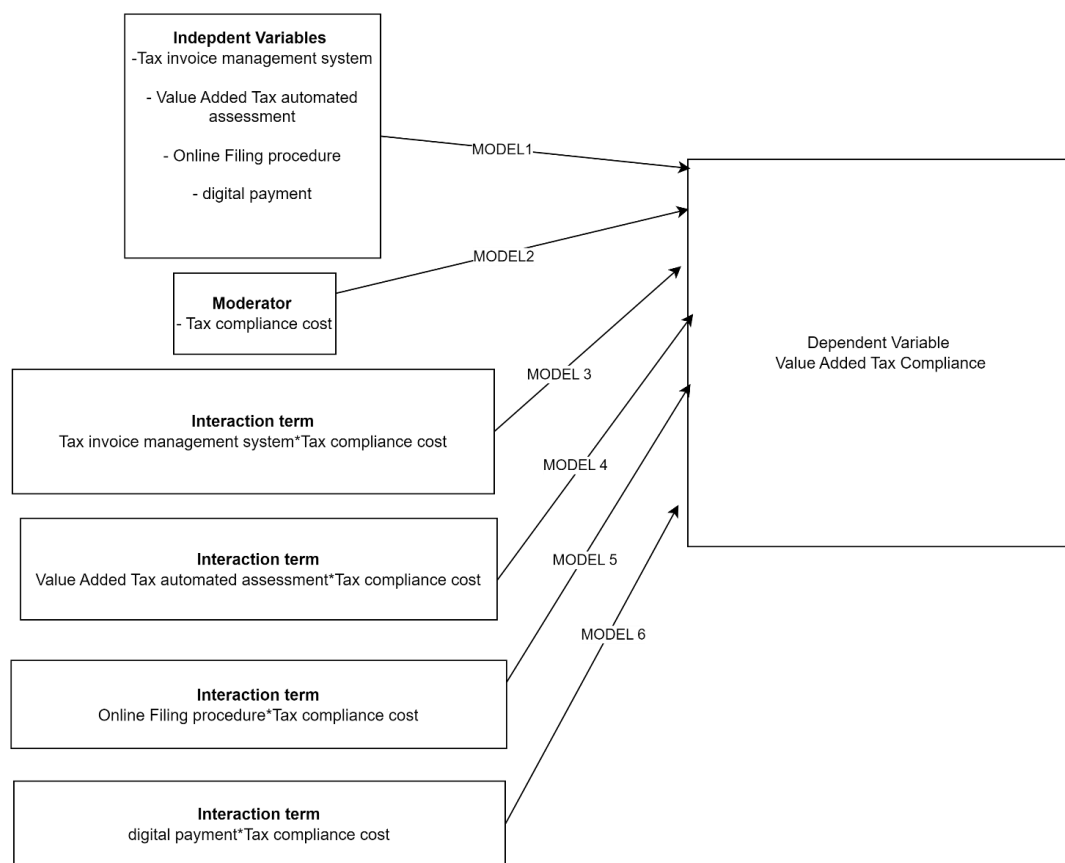 Indepdent Variables
-Tax invoice management system
- Value Added Tax automated
assessment
- Online Filing procedure
- digital payment
MODEL1
Moderator
- Tax compliance cost
MODEL2
Interaction term
Tax invoice management system*Tax compliance cost
MODEL 3
Interaction term
Value Added Tax automated assessment*Tax compliance cost
MODEL 4
Interaction term
Online Filing procedure*Tax compliance cost
MODEL 5
Interaction term
digital payment*Tax compliance cost
MODEL 6
Dependent Variable
Value Added Tax Compliance